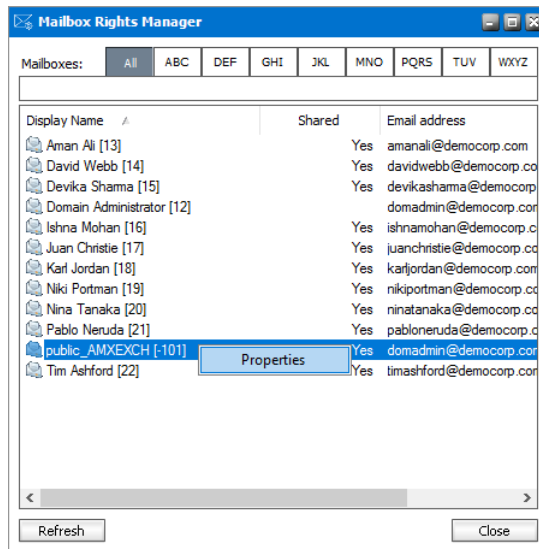 Mailbox Rights Manager
Mailboxes: All ABC DEF GHI JKL MNO PQRS TUV WXYZ
Display Name Shared Email address
Aman Ali [13] Yes amanali@democorp.com
David Webb [14] Yes davidwebb@democorp.co
Devika Sharma [15] Yes devikasharma@democorp
Domain Administrator [12] domadmin@democorp.con
Ishna Mohan [16] Yes ishnamohan@democorp.c
Juan Christie [17] Yes juanchristie@democorp.co
Karl Jordan [18] Yes karljordan@democorp.com
Niki Portman [19] Yes nikiportman@democorp.co
Nina Tanaka [20] Yes ninatanaka@democorp.co
Pablo Neruda [21] Yes pabloneruda@democorp.c
public_AMXEXCH [-101] Properties Yes domadmin@democorp.con
Tim Ashford [22] Yes timashford@democorp.con
Refresh Close